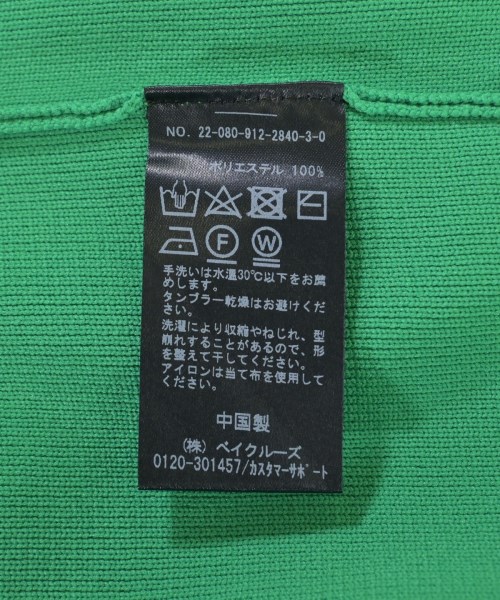 NO. 22-080-912-2840-3-0
ポリエステル 100%
F W
手洗いは水温30℃以下をお薦
めします。
タンブラー乾燥はお避けくださ
い。
洗濯により収縮やねじれ、型
崩れすることがあるので、形
を整えて干してください。
アイロンは当て布を使用して
ください。
中国製
(株) ベイクルーズ
0120-301457/カスタマーサポート